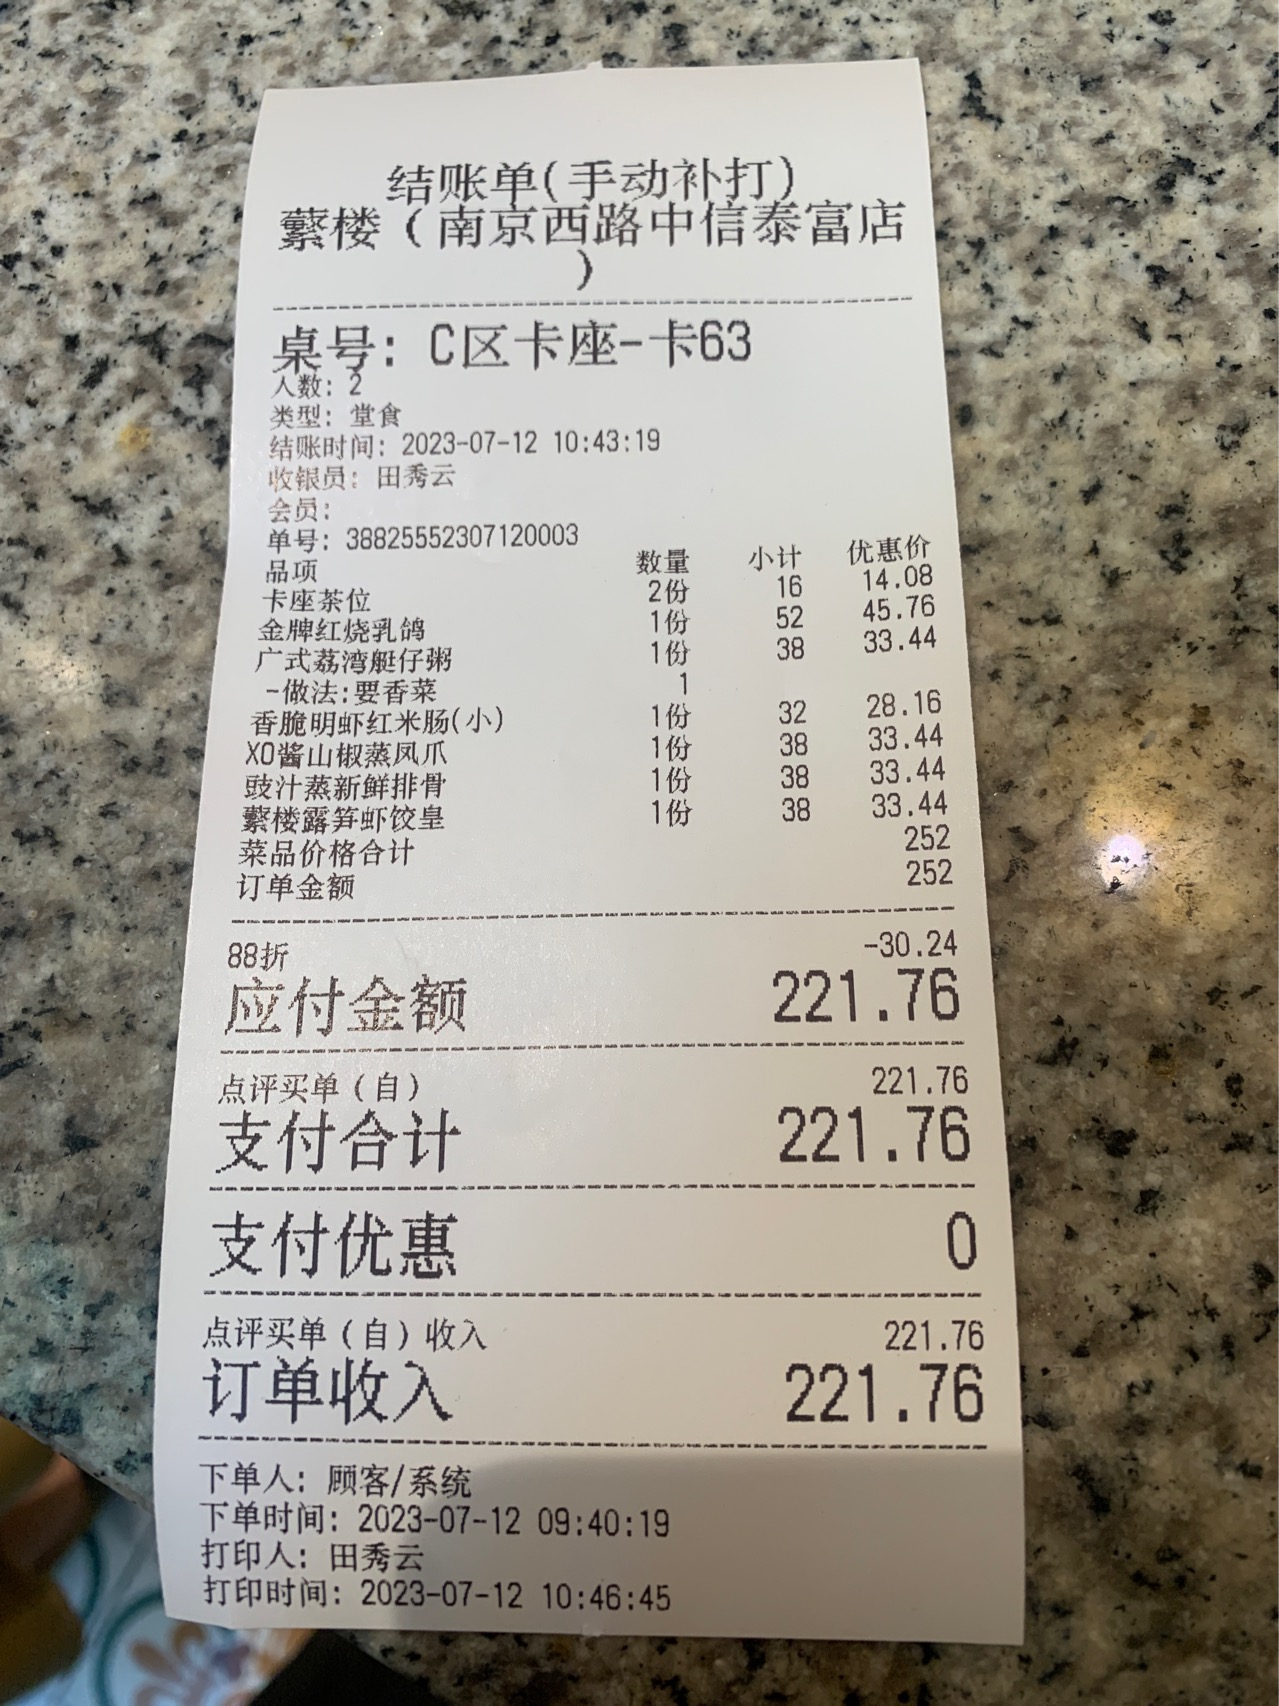 结账单(手动补打)
蘩楼（南京西路中信泰富店
）
桌号: C区卡座-卡63
人数: 2
类型: 堂食
结账时间: 2023-07-12 10:43:19
收银员: 田秀云
会员:
单号: 38825552307120003
品项 数量 小计 优惠价
卡座茶位 2份 16 14.08
金牌红烧乳鸽 1份 52 45.76
广式荔湾艇仔粥 1份 38 33.44
-做法:要香菜 1
香脆明虾红米肠(小) 1份 32 28.16
XO酱山椒蒸凤爪 1份 38 33.44
豉汁蒸新鲜排骨 1份 38 33.44
蘩楼露笋虾饺皇 1份 38 33.44
菜品价格合计 252
订单金额 252
88折 -30.24
应付金额 221.76
点评买单（自） 221.76
支付合计 221.76
支付优惠 0
点评买单（自）收入 221.76
订单收入 221.76
下单人: 顾客/系统
下单时间: 2023-07-12 09:40:19
打印人: 田秀云
打印时间: 2023-07-12 10:46:45